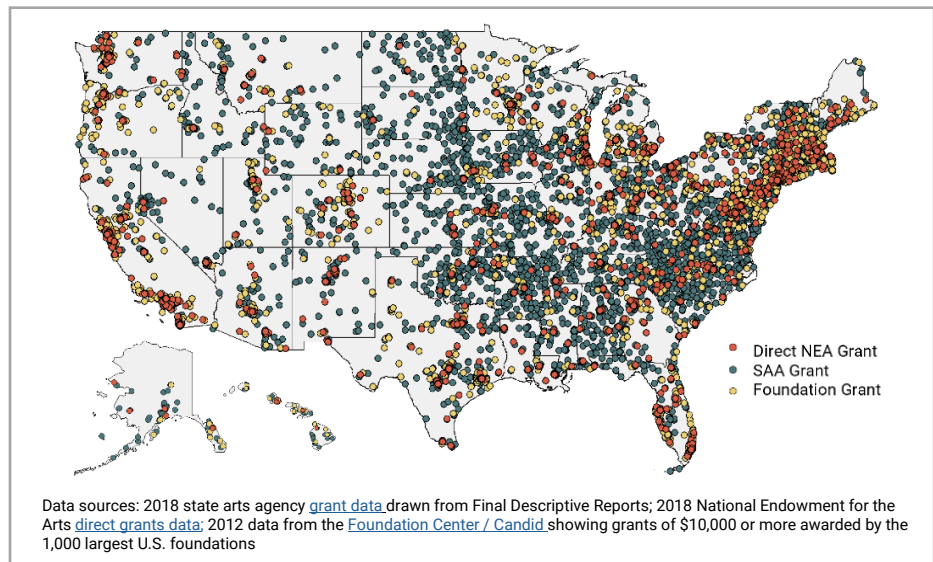 Direct NEA Grant
SAA Grant
Foundation Grant
Data sources: 2018 state arts agency grant data drawn from Final Descriptive Reports; 2018 National Endowment for the
Arts direct grants data; 2012 data from the Foundation Center / Candid showing grants of $10,000 or more awarded by the
1,000 largest U.S. foundations